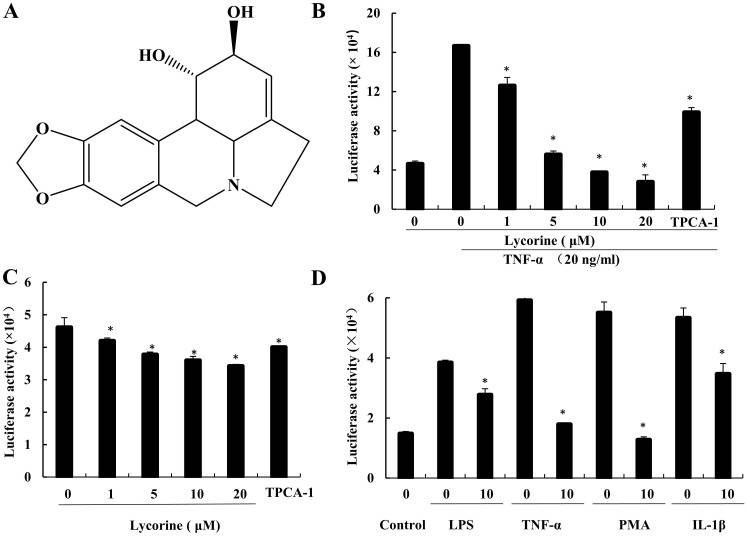 A
OH
HO
O
O
N
B
Luciferase activity (× 10⁴)
20
16
12
8
4
0
0 0 1 5 10 20 TPCA-1
Lycorine ( μM)
TNF-α （20 ng/ml）
* * * * *
C
Luciferase activity (×10⁴)
6
5
4
3
2
1
0
* * * * *
0 1 5 10 20 TPCA-1
Lycorine ( μM)
D
Luciferase activity (×10⁴)
6
4
2
0
* * * *
0 0 10 0 10 0 10 0 10
Control LPS TNF-α PMA IL-1β